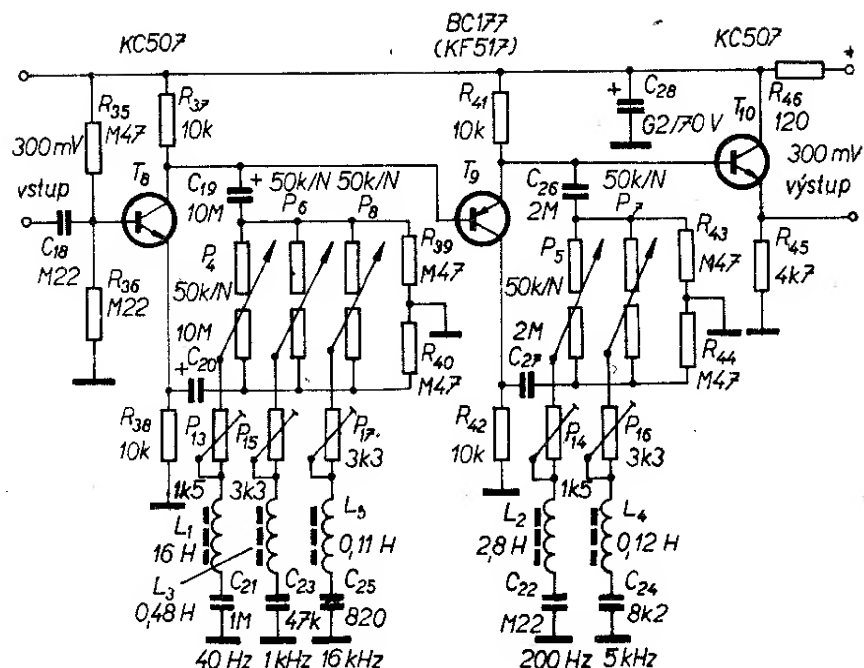 KC507
BC177
(KF517)
KC507
+
R35
M47
R37
10k
R41
10k
+
C28
G2/70 V
T10
R46
120
300mV
vstup
T8
C19
10M
+ 50k/N 50k/N
P6
P8
T9
C26
2M
50k/N
P7
300mV
výstup
C18
M22
R36
M22
P4
50k/N
R39
M47
P5
50k/N
R43
M47
R45
4k7
10M
+
C20
R40
M47
2M
C27
R44
M47
R38
10k
P13
P15
P17
3k3
R42
10k
P14
P16
3k3
1k5
3k3
1k5
L1
16 H
L5
0,11 H
L2
2,8 H
L4
0,12 H
L3
0,48 H
C21
1M
C23
47k
C25
820
C22
M22
C24
8k2
40 Hz
1 kHz
16 kHz
200 Hz
5 kHz